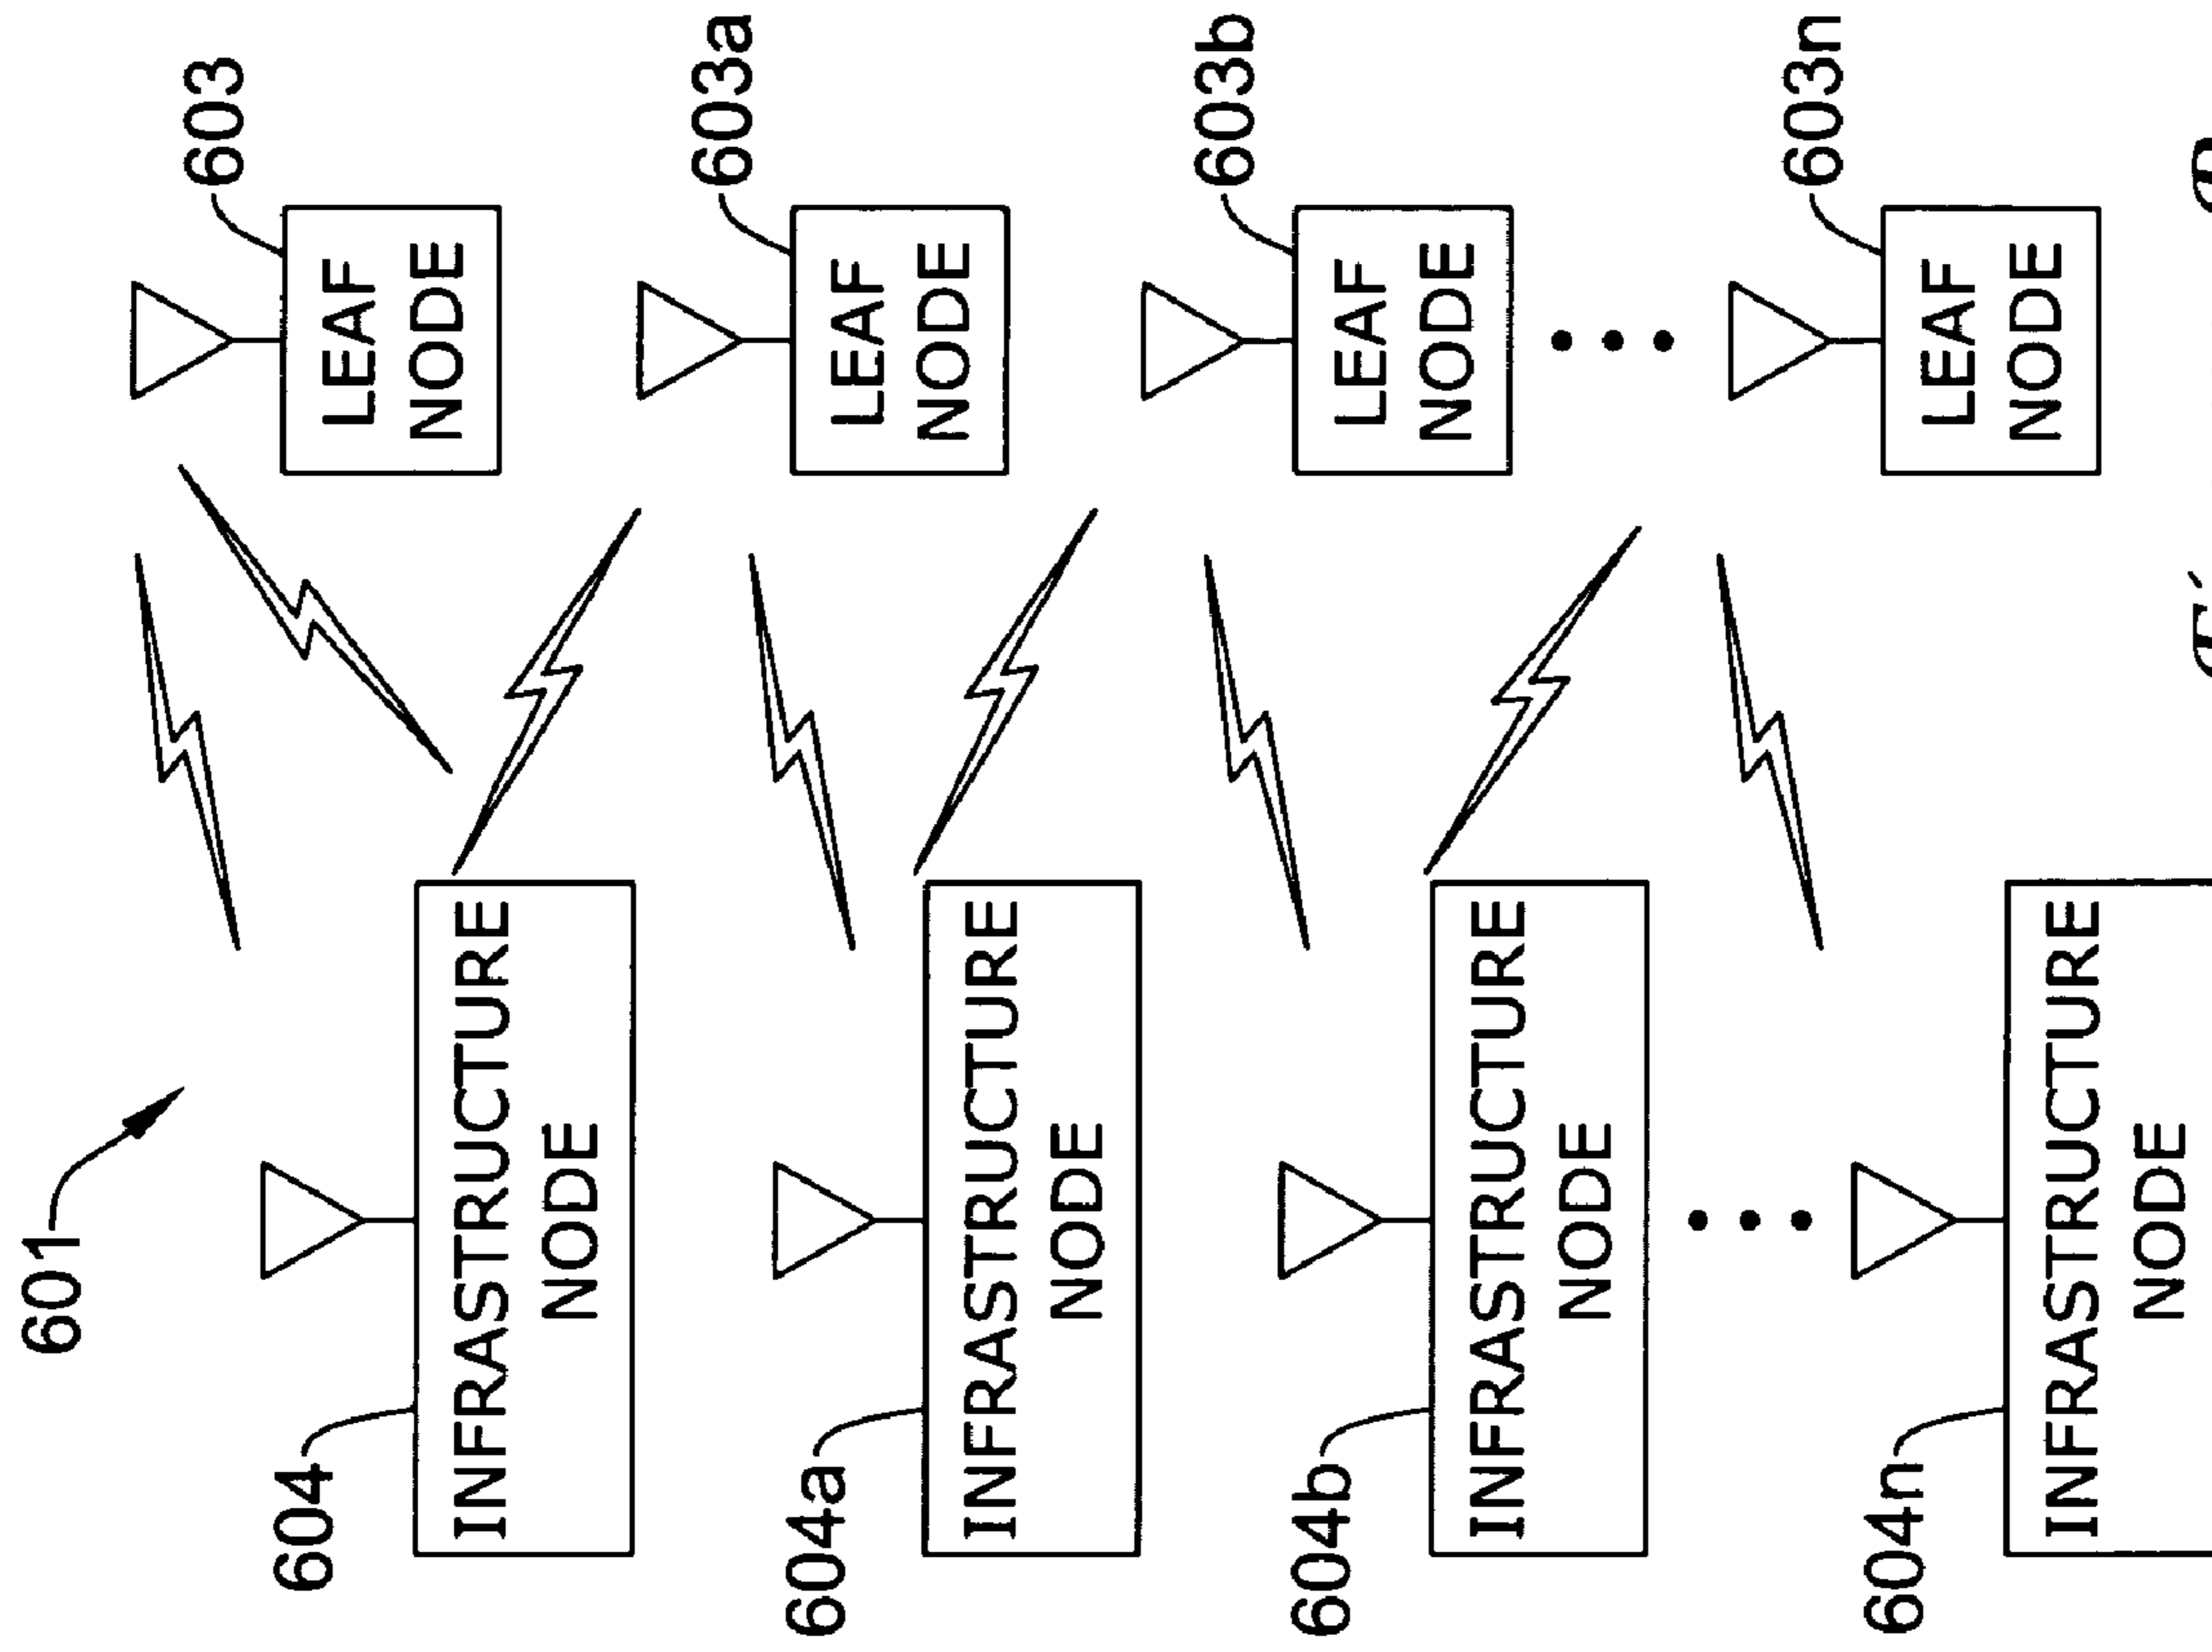 601
604
INFRASTRUCTURE
NODE
603
LEAF
NODE
604a
INFRASTRUCTURE
NODE
603a
LEAF
NODE
604b
INFRASTRUCTURE
NODE
603b
LEAF
NODE
604n
INFRASTRUCTURE
NODE
603n
LEAF
NODE